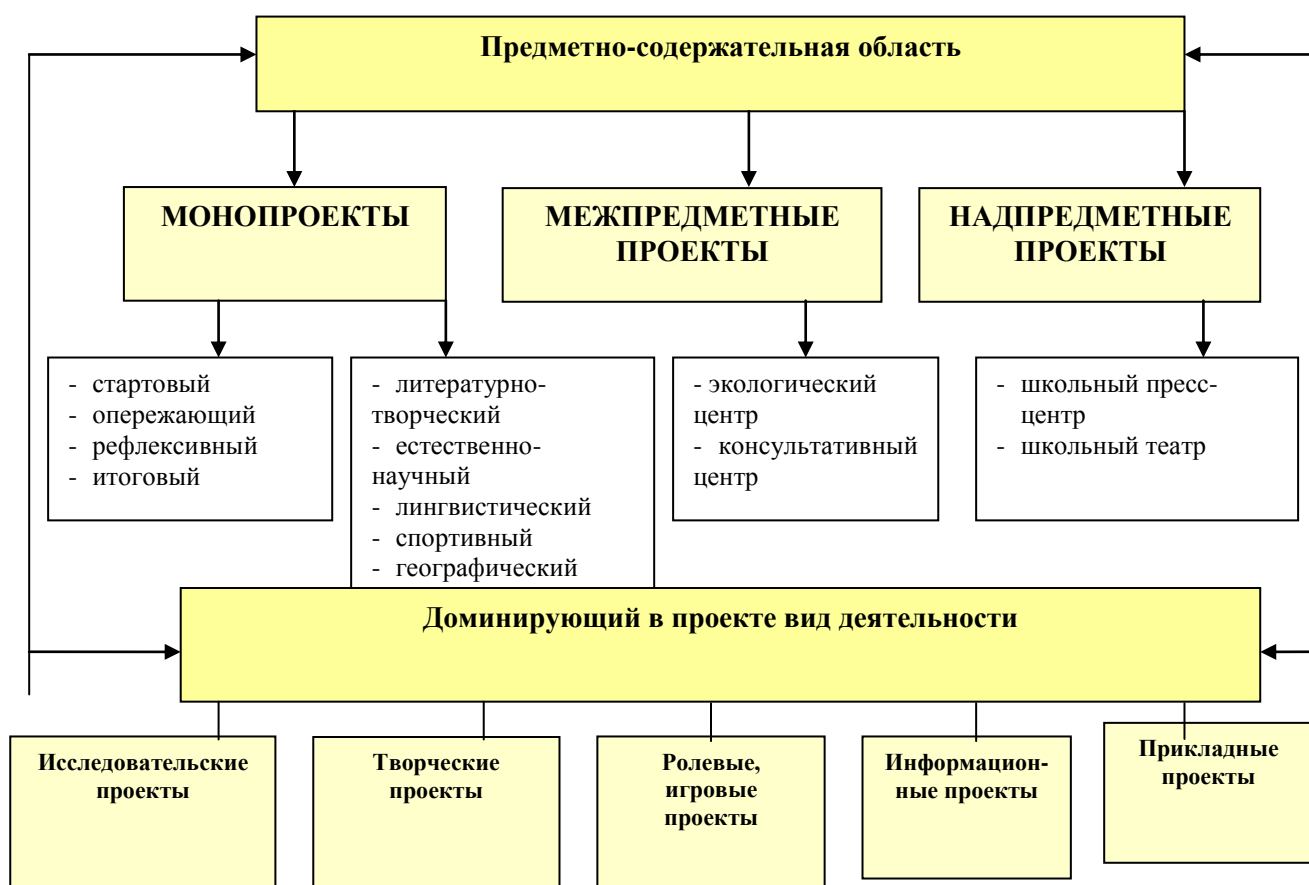 Предметно-содержательная область
МОНОПРОЕКТЫ
МЕЖПРЕДМЕТНЫЕ
ПРОЕКТЫ
НАДПРЕДМЕТНЫЕ
ПРОЕКТЫ
- стартовый
- опережающий
- рефлексивный
- итоговый
- литературно-
творческий
- естественно-
научный
- лингвистический
- спортивный
- географический
- экологический
центр
- консультативный
центр
- школьный пресс-
центр
- школьный театр
Доминирующий в проекте вид деятельности
Исследовательские
проекты
Творческие
проекты
Ролевые,
игровые
проекты
Информацион-
ные проекты
Прикладные
проекты